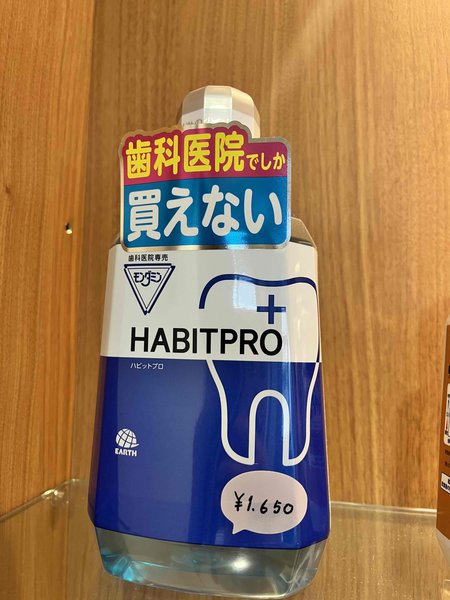 歯科医院でしか
買えない
歯科医院専売
モンダミン
HABITPRO
ハビットプロ
EARTH
¥1.650